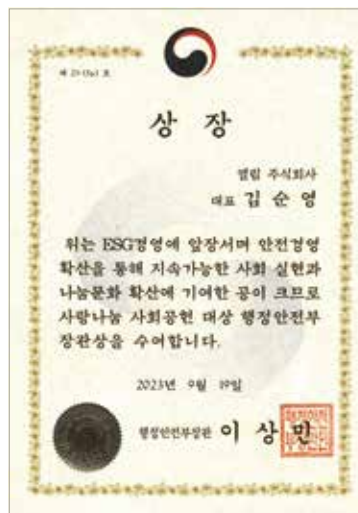 상 장
주식회사
대표 김 순 영
위는 ESG경영에 앞장서며 안전경영
확산을 통해 지속가능한 사회 실현과
나눔문화 확산에 기여한 공이 크므로
사랑나눔 사회공헌 대상 행정안전부
장관상을 수여합니다.
2023년 9월 19일
행정안전부장관 이 상 민